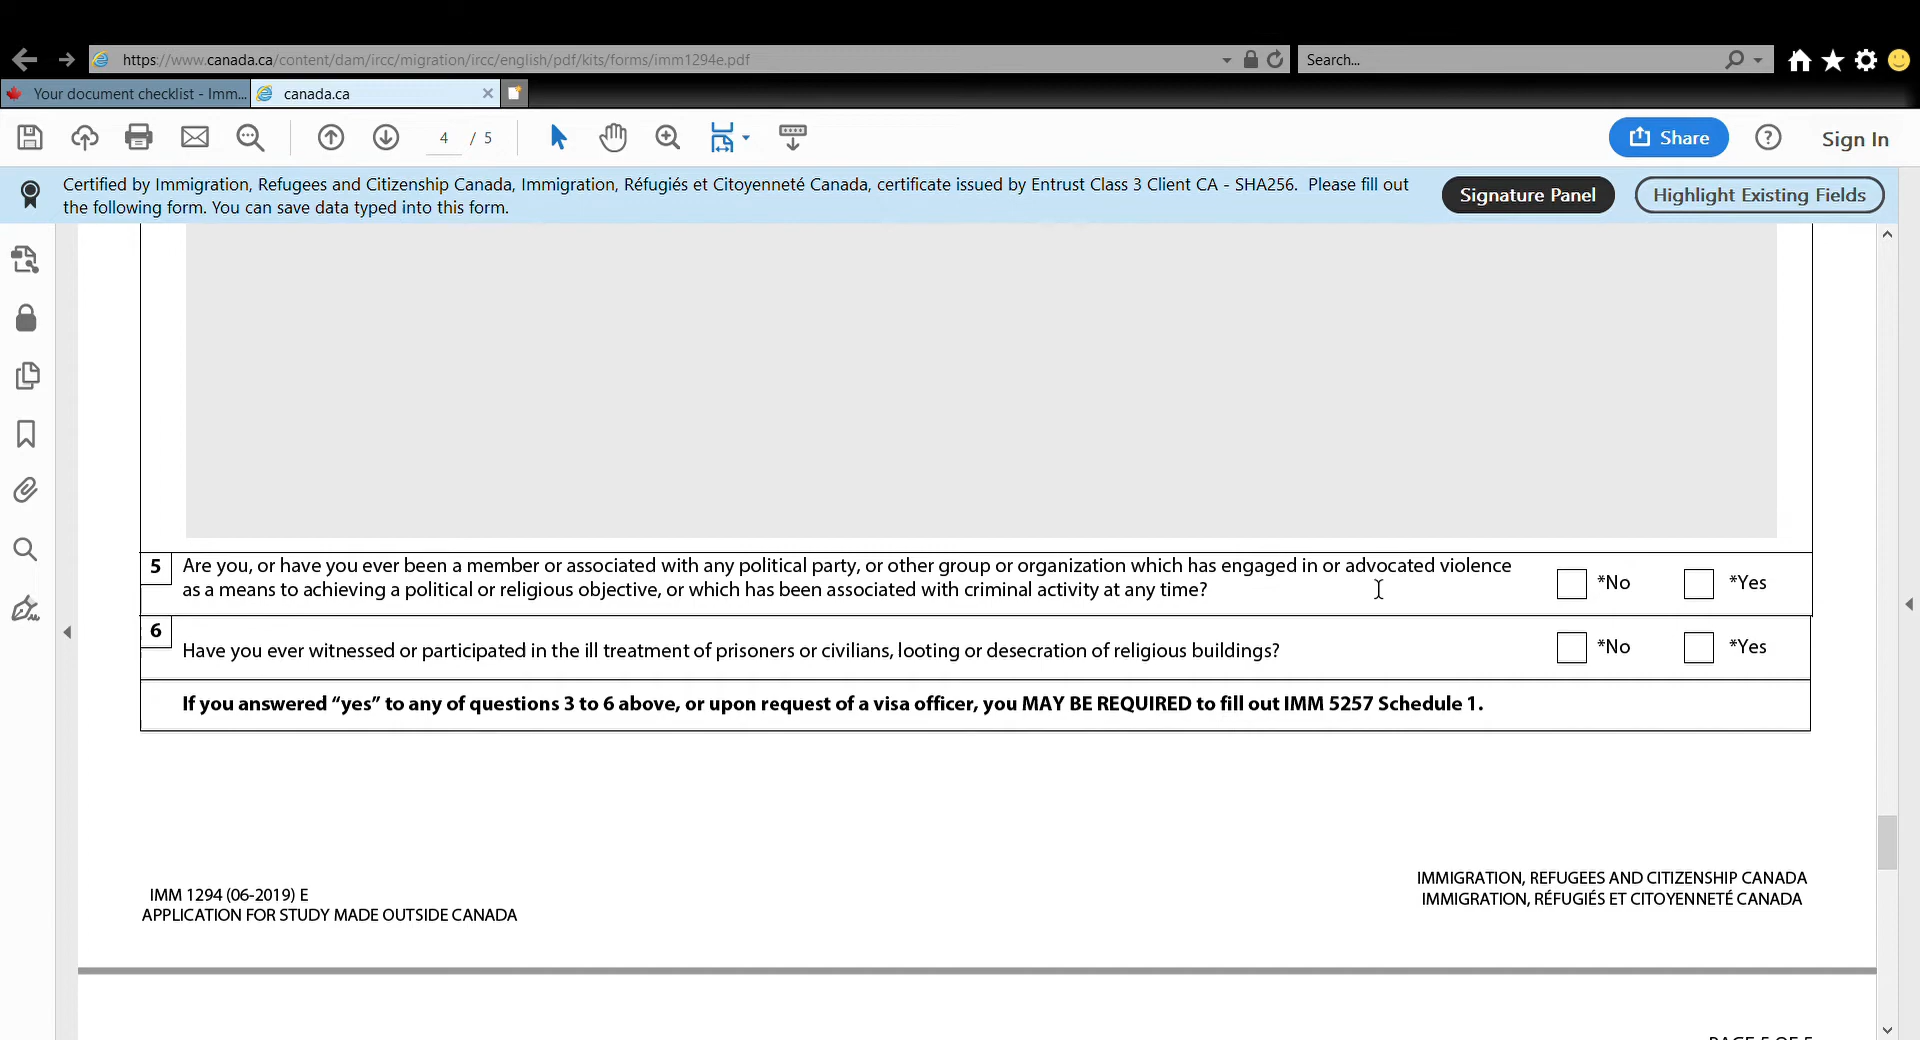 https://www.canada.ca/content/dam/ircc/migration/ircc/english/pdf/kits/forms/imm1294e.pdf
Search...
Your document checklist - Imm...
canada.ca
4 / 5
Share
Sign In
Certified by Immigration, Refugees and Citizenship Canada, Immigration, Réfugiés et Citoyenneté Canada, certificate issued by Entrust Class 3 Client CA - SHA256. Please fill out
the following form. You can save data typed into this form.
Signature Panel
Highlight Existing Fields
5 Are you, or have you ever been a member or associated with any political party, or other group or organization which has engaged in or advocated violence
as a means to achieving a political or religious objective, or which has been associated with criminal activity at any time?
*No *Yes
6
Have you ever witnessed or participated in the ill treatment of prisoners or civilians, looting or desecration of religious buildings?
*No *Yes
If you answered “yes” to any of questions 3 to 6 above, or upon request of a visa officer, you MAY BE REQUIRED to fill out IMM 5257 Schedule 1.
IMM 1294 (06-2019) E
APPLICATION FOR STUDY MADE OUTSIDE CANADA
IMMIGRATION, REFUGEES AND CITIZENSHIP CANADA
IMMIGRATION, RÉFUGIÉS ET CITOYENNETÉ CANADA
PAGE 5 OF 5